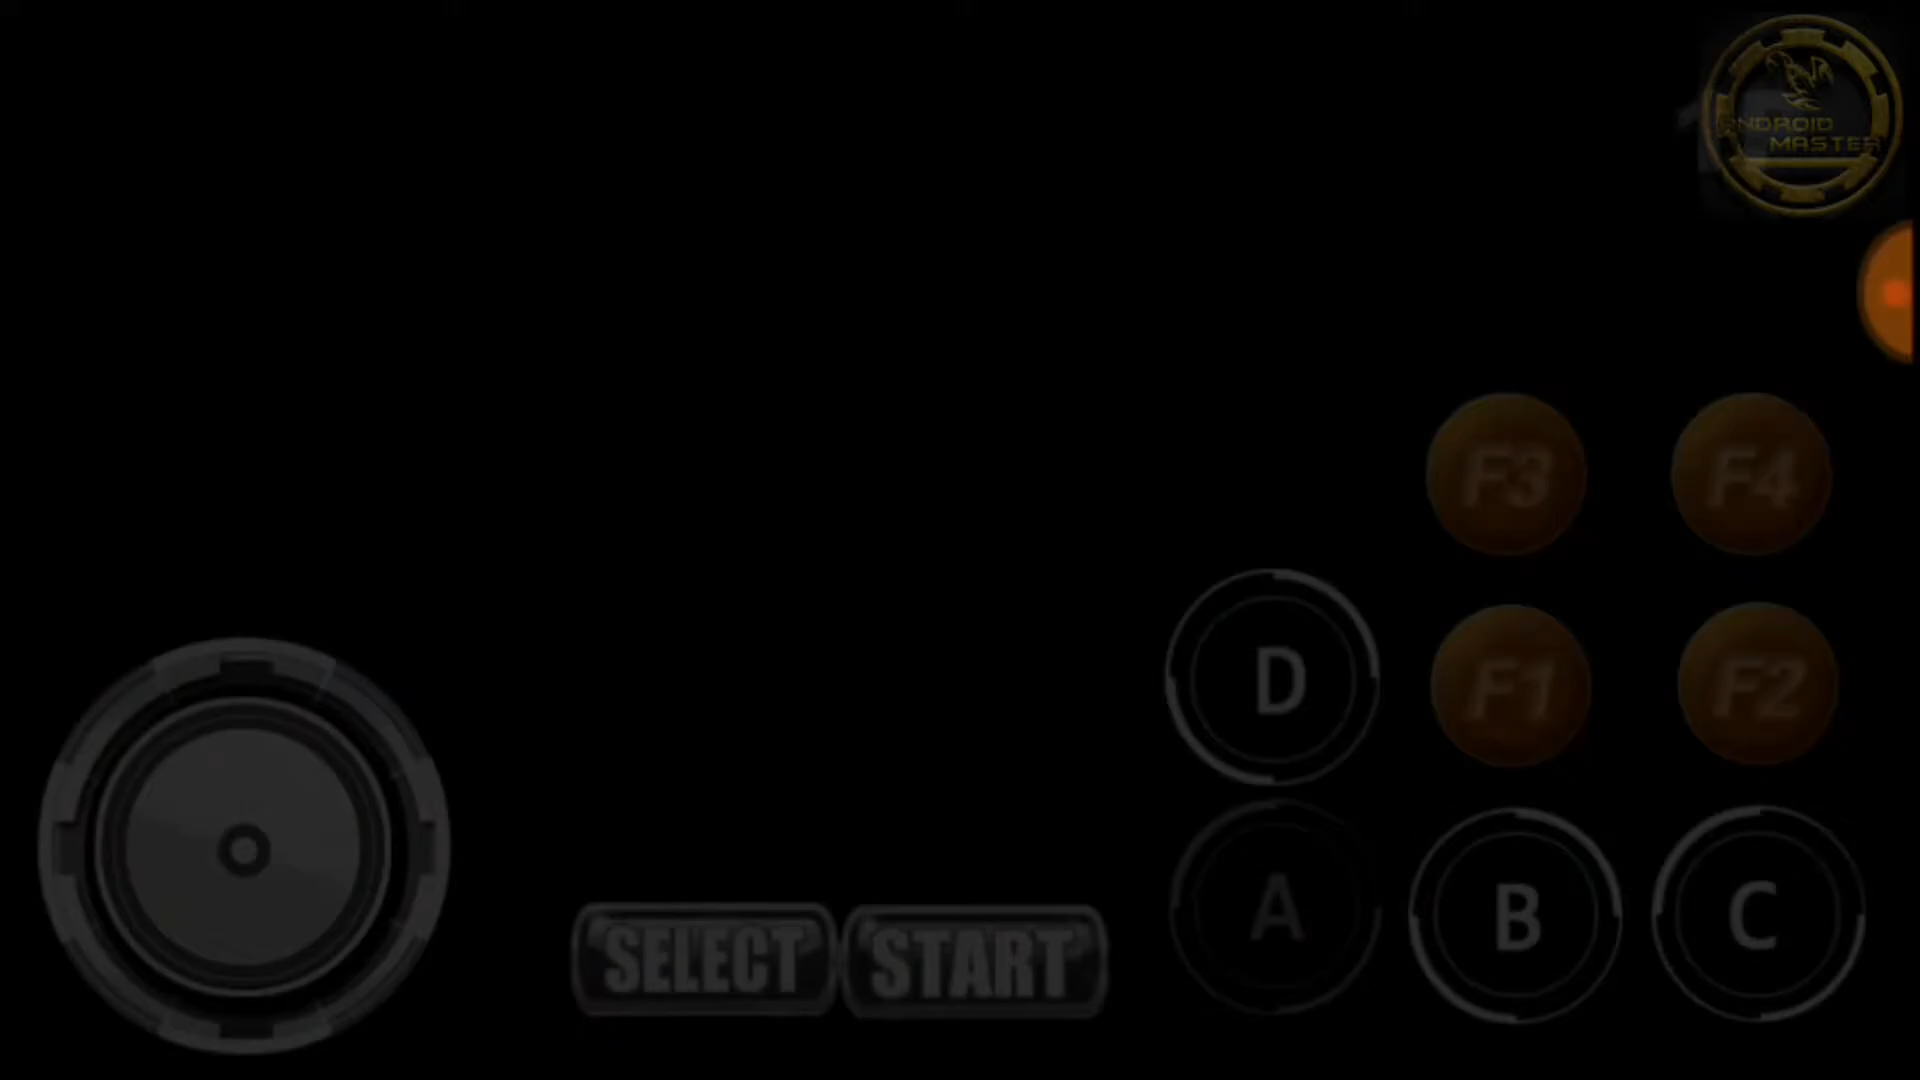 ANDROID
MASTER
F3 F4
D F1 F2
A B C
SELECT START